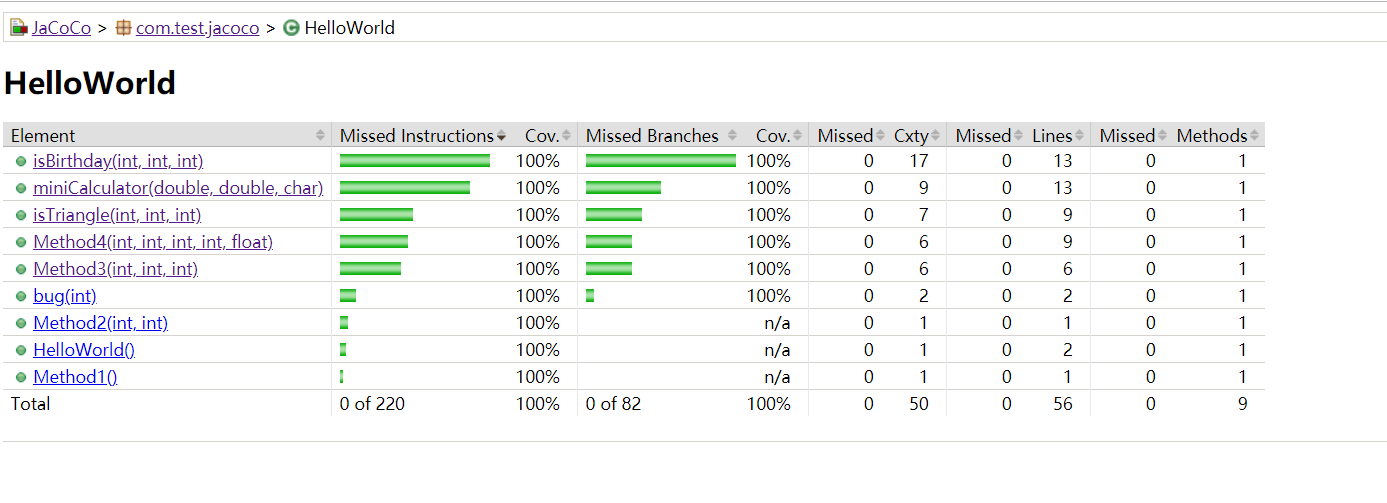 JaCoCo > com.test.jacoco > HelloWorld
HelloWorld
Element Missed Instructions Cov. Missed Branches Cov. Missed Cxty Missed Lines Missed Methods
isBirthday(int, int, int) 100% 100% 0 17 0 13 0 1
miniCalculator(double, double, char) 100% 100% 0 9 0 13 0 1
isTriangle(int, int, int) 100% 100% 0 7 0 9 0 1
Method4(int, int, int, int, float) 100% 100% 0 6 0 9 0 1
Method3(int, int, int) 100% 100% 0 6 0 6 0 1
bug(int) 100% 100% 0 2 0 2 0 1
Method2(int, int) 100% n/a 0 1 0 1 0 1
HelloWorld() 100% n/a 0 1 0 2 0 1
Method1() 100% n/a 0 1 0 1 0 1
Total 0 of 220 100% 0 of 82 100% 0 50 0 56 0 9